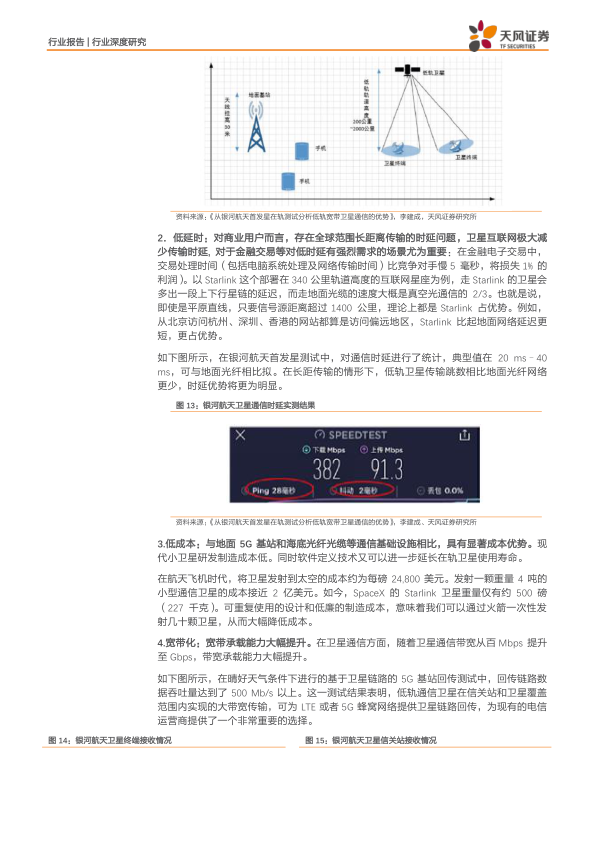 行业报告 | 行业深度研究
天风证券
TF SECURITIES
天线挂高30米
地面基站
手机
手机
低轨轨道高度
300公里
~2000公里
低轨卫星
卫星终端
卫星终端
资料来源：《从银河航天首发星在轨测试分析低轨宽带卫星通信的优势》，李建成，天风证券研究所
2．低延时：对商业用户而言，存在全球范围长距离传输的时延问题，卫星互联网极大减
少传输时延, 对于金融交易等对低时延有强烈需求的场景尤为重要：在金融电子交易中，
交易处理时间（包括电脑系统处理及网络传输时间）比竞争对手慢 5 毫秒，将损失 1% 的
利润）。以 Starlink 这个部署在 340 公里轨道高度的互联网星座为例，走 Starlink 的卫星会
多出一段上下行星链的延迟，而走地面光缆的速度大概是真空光通信的 2/3。也就是说，
即使是平原直线，只要信号源距离超过 1400 公里，理论上都是 Starlink 占优势。例如，
从北京访问杭州、深圳、香港的网站都算是访问偏远地区，Starlink 比起地面网络延迟更
短，更占优势。
如下图所示，在银河航天首发星测试中，对通信时延进行了统计，典型值在 20 ms–40
ms，可与地面光纤相比拟。在长距传输的情形下，低轨卫星传输跳数相比地面光纤网络
更少，时延优势将更为明显。
图 13：银河航天卫星通信时延实测结果
SPEEDTEST
下载 Mbps
上传 Mbps
382
91.3
Ping 28毫秒
抖动 2毫秒
丢包 0.0%
资料来源：《从银河航天首发星在轨测试分析低轨宽带卫星通信的优势》，李建成、天风证券研究所
3.低成本：与地面 5G 基站和海底光纤光缆等通信基础设施相比，具有显著成本优势。现
代小卫星研发制造成本低。同时软件定义技术又可以进一步延长在轨卫星使用寿命。
在航天飞机时代，将卫星发射到太空的成本约为每磅 24,800 美元。发射一颗重量 4 吨的
小型通信卫星的成本接近 2 亿美元。如今，SpaceX 的 Starlink 卫星重量仅有约 500 磅
（227 千克）。可重复使用的设计和低廉的制造成本，意味着我们可以通过火箭一次性发
射几十颗卫星，从而大幅降低成本。
4.宽带化：宽带承载能力大幅提升。在卫星通信方面，随着卫星通信带宽从百 Mbps 提升
至 Gbps，带宽承载能力大幅提升。
如下图所示，在晴好天气条件下进行的基于卫星链路的 5G 基站回传测试中，回传链路数
据吞吐量达到了 500 Mb/s 以上。这一测试结果表明，低轨通信卫星在信关站和卫星覆盖
范围内实现的大带宽传输，可为 LTE 或者 5G 蜂窝网络提供卫星链路回传，为现有的电信
运营商提供了一个非常重要的选择。
图 14：银河航天卫星终端接收情况
图 15：银河航天卫星信关站接收情况